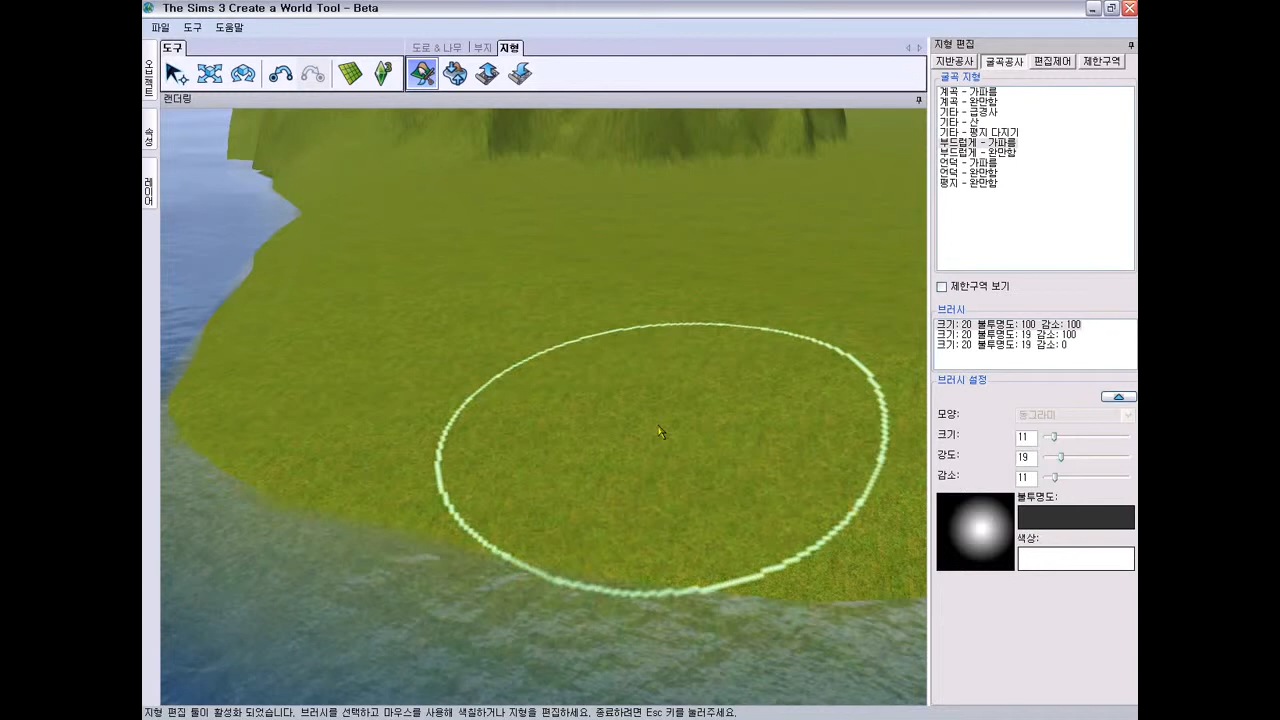 The Sims 3 Create a World Tool - Beta
파일 도구 도움말
도구
도로 & 나무 부지 지형
오브젝트
속성
레이어
랜더링
지형 편집
지반공사 굴곡공사 편집제어 제한구역
굴곡 지형
계곡 - 가파름
계곡 - 완만함
기타 - 급경사
기타 - 산
기타 - 평지 다지기
부드럽게 - 가파름
부드럽게 - 완만함
언덕 - 가파름
언덕 - 완만함
평지 - 완만함
제한구역 보기
브러시
크기: 20 불투명도: 100 감소: 100
크기: 20 불투명도: 19 감소: 100
크기: 20 불투명도: 19 감소: 0
브러시 설정
모양: 동그라미
크기: 11
강도: 19
감소: 11
불투명도:
색상:
지형 편집 툴이 활성화 되었습니다. 브러시를 선택하고 마우스를 사용해 색칠하거나 지형을 편집하세요. 종료하려면 Esc 키를 눌러주세요.